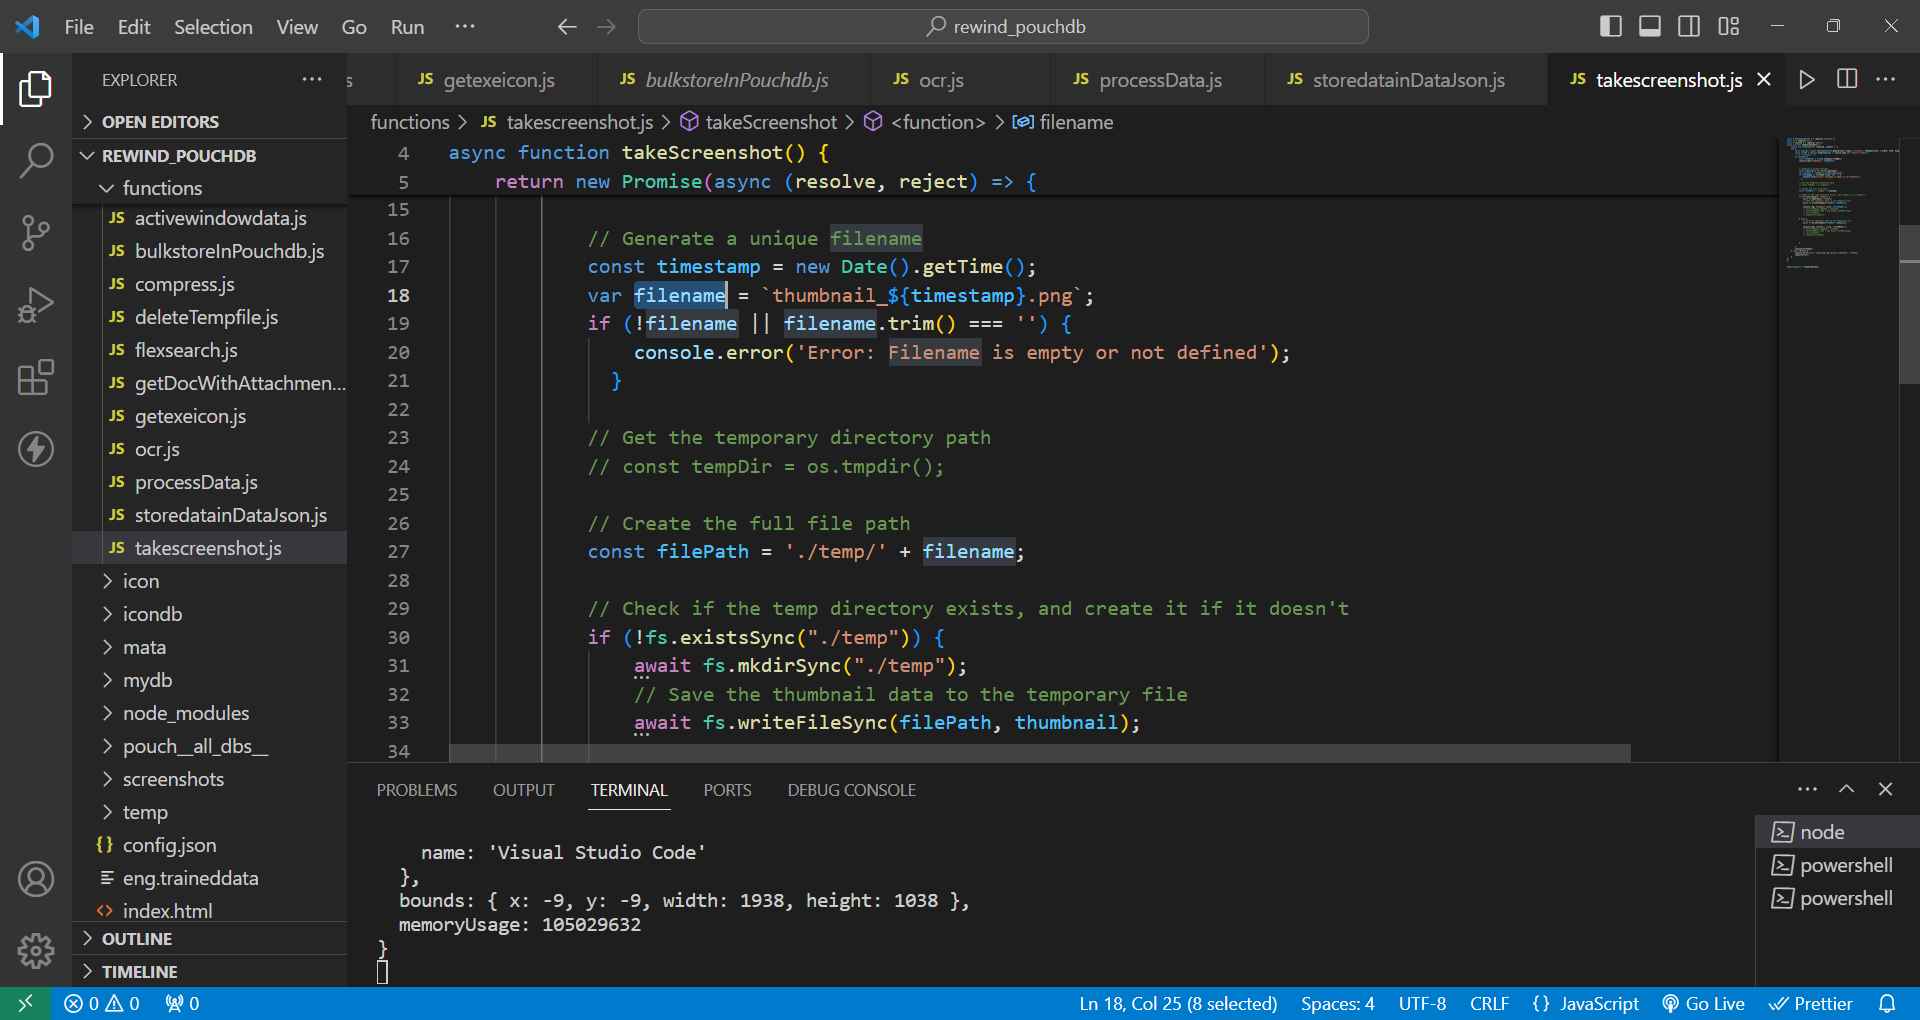 File Edit Selection View Go Run ··· rewind_pouchdb
EXPLORER ···
s JS getexeicon.js JS bulkstoreInPouchdb.js JS ocr.js JS processData.js JS storedatainDataJson.js JS takescreenshot.js
functions > JS takescreenshot.js > takeScreenshot > <function> > filename
OPEN EDITORS
REWIND_POUCHDB
functions
JS activewindowdata.js
JS bulkstoreInPouchdb.js
JS compress.js
JS deleteTempfile.js
JS flexsearch.js
JS getDocWithAttachmen...
JS getexeicon.js
JS ocr.js
JS processData.js
JS storedatainDataJson.js
JS takescreenshot.js
icon
icondb
mata
mydb
node_modules
pouch__all_dbs__
screenshots
temp
{} config.json
eng.traineddata
<> index.html
OUTLINE
TIMELINE
4 async function takeScreenshot() {
5 return new Promise(async (resolve, reject) => {
15
16 // Generate a unique filename
17 const timestamp = new Date().getTime();
18 var filename = `thumbnail_${timestamp}.png`;
19 if (!filename || filename.trim() === '') {
20 console.error('Error: Filename is empty or not defined');
21 }
22
23 // Get the temporary directory path
24 // const tempDir = os.tmpdir();
25
26 // Create the full file path
27 const filePath = './temp/' + filename;
28
29 // Check if the temp directory exists, and create it if it doesn't
30 if (!fs.existsSync("./temp")) {
31 await fs.mkdirSync("./temp");
32 // Save the thumbnail data to the temporary file
33 await fs.writeFileSync(filePath, thumbnail);
34
PROBLEMS OUTPUT TERMINAL PORTS DEBUG CONSOLE
name: 'Visual Studio Code'
},
bounds: { x: -9, y: -9, width: 1938, height: 1038 },
memoryUsage: 105029632
}
node
powershell
powershell
0 0 0 Ln 18, Col 25 (8 selected) Spaces: 4 UTF-8 CRLF {} JavaScript Go Live Prettier